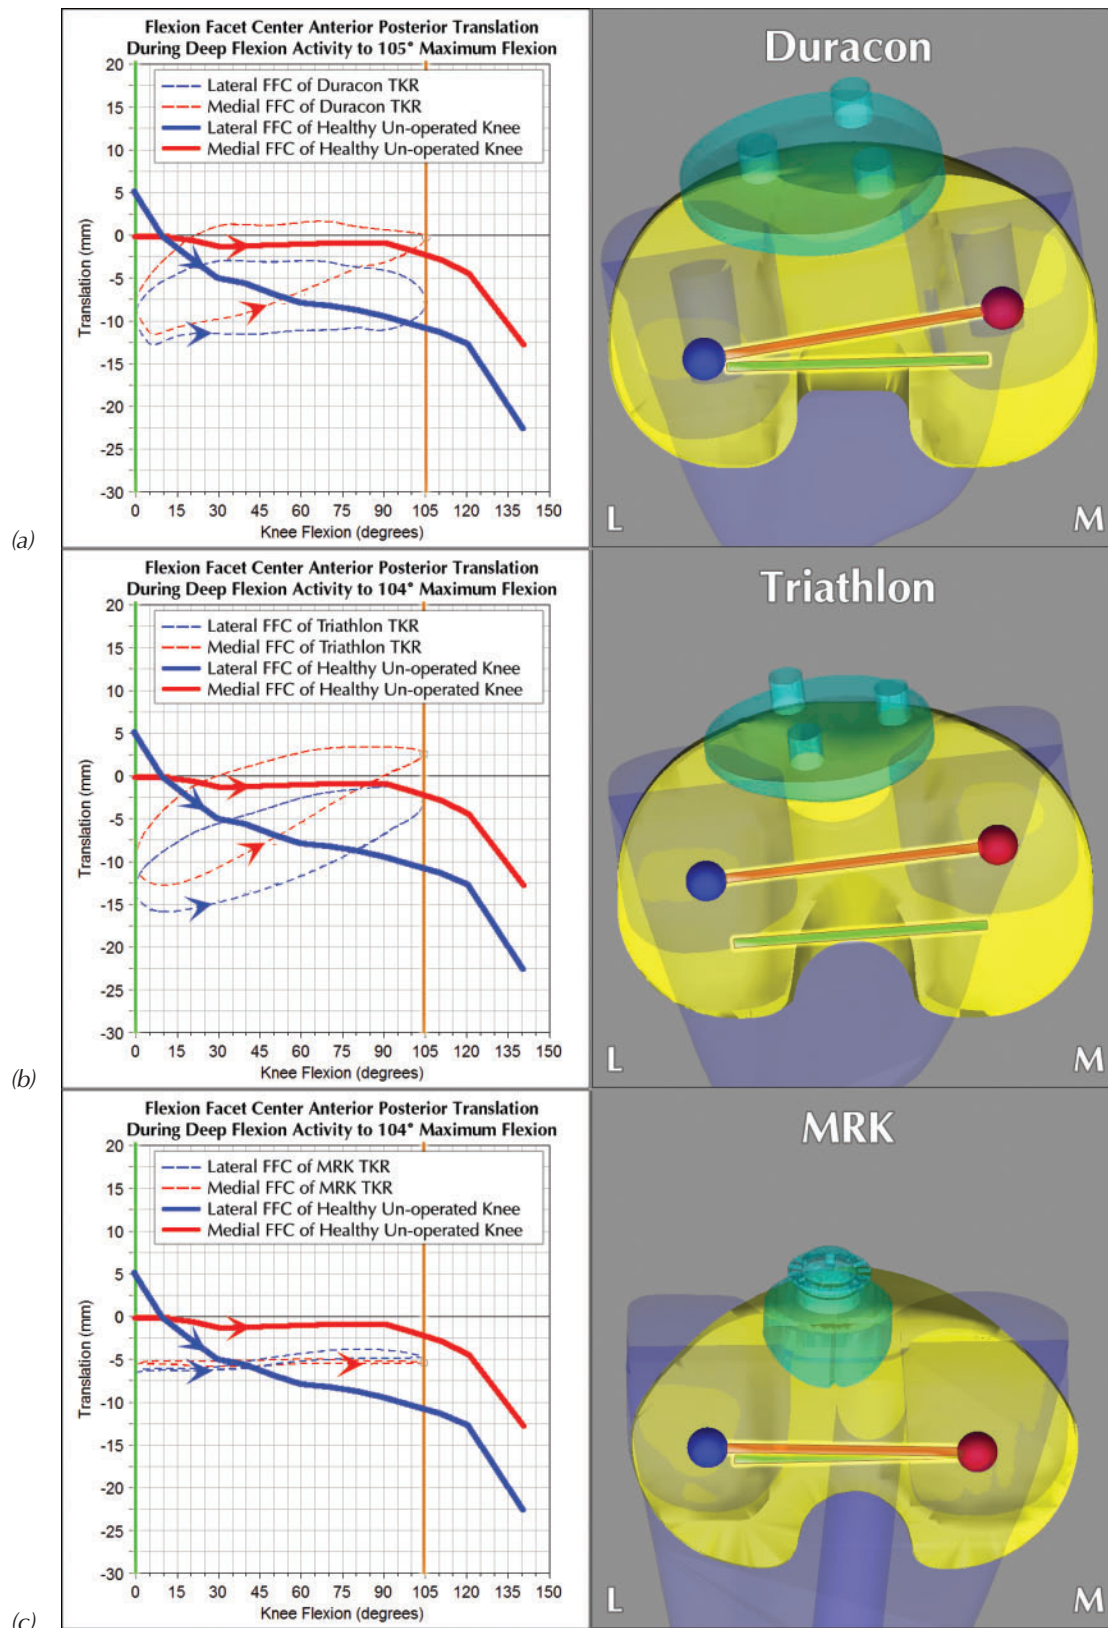 Flexion Facet Center Anterior Posterior Translation
During Deep Flexion Activity to 105° Maximum Flexion
20
15
10
5
0
-5
-10
-15
-20
-25
-30
Translation (mm)
Lateral FFC of Duracon TKR
Medial FFC of Duracon TKR
Lateral FFC of Healthy Un-operated Knee
Medial FFC of Healthy Un-operated Knee
0 15 30 45 60 75 90 105 120 135 150
Knee Flexion (degrees)
Duracon
L M
(a)
Flexion Facet Center Anterior Posterior Translation
During Deep Flexion Activity to 104° Maximum Flexion
20
15
10
5
0
-5
-10
-15
-20
-25
-30
Translation (mm)
Lateral FFC of Triathlon TKR
Medial FFC of Triathlon TKR
Lateral FFC of Healthy Un-operated Knee
Medial FFC of Healthy Un-operated Knee
0 15 30 45 60 75 90 105 120 135 150
Knee Flexion (degrees)
Triathlon
L M
(b)
Flexion Facet Center Anterior Posterior Translation
During Deep Flexion Activity to 104° Maximum Flexion
20
15
10
5
0
-5
-10
-15
-20
-25
-30
Translation (mm)
Lateral FFC of MRK TKR
Medial FFC of MRK TKR
Lateral FFC of Healthy Un-operated Knee
Medial FFC of Healthy Un-operated Knee
0 15 30 45 60 75 90 105 120 135 150
Knee Flexion (degrees)
MRK
L M
(c)